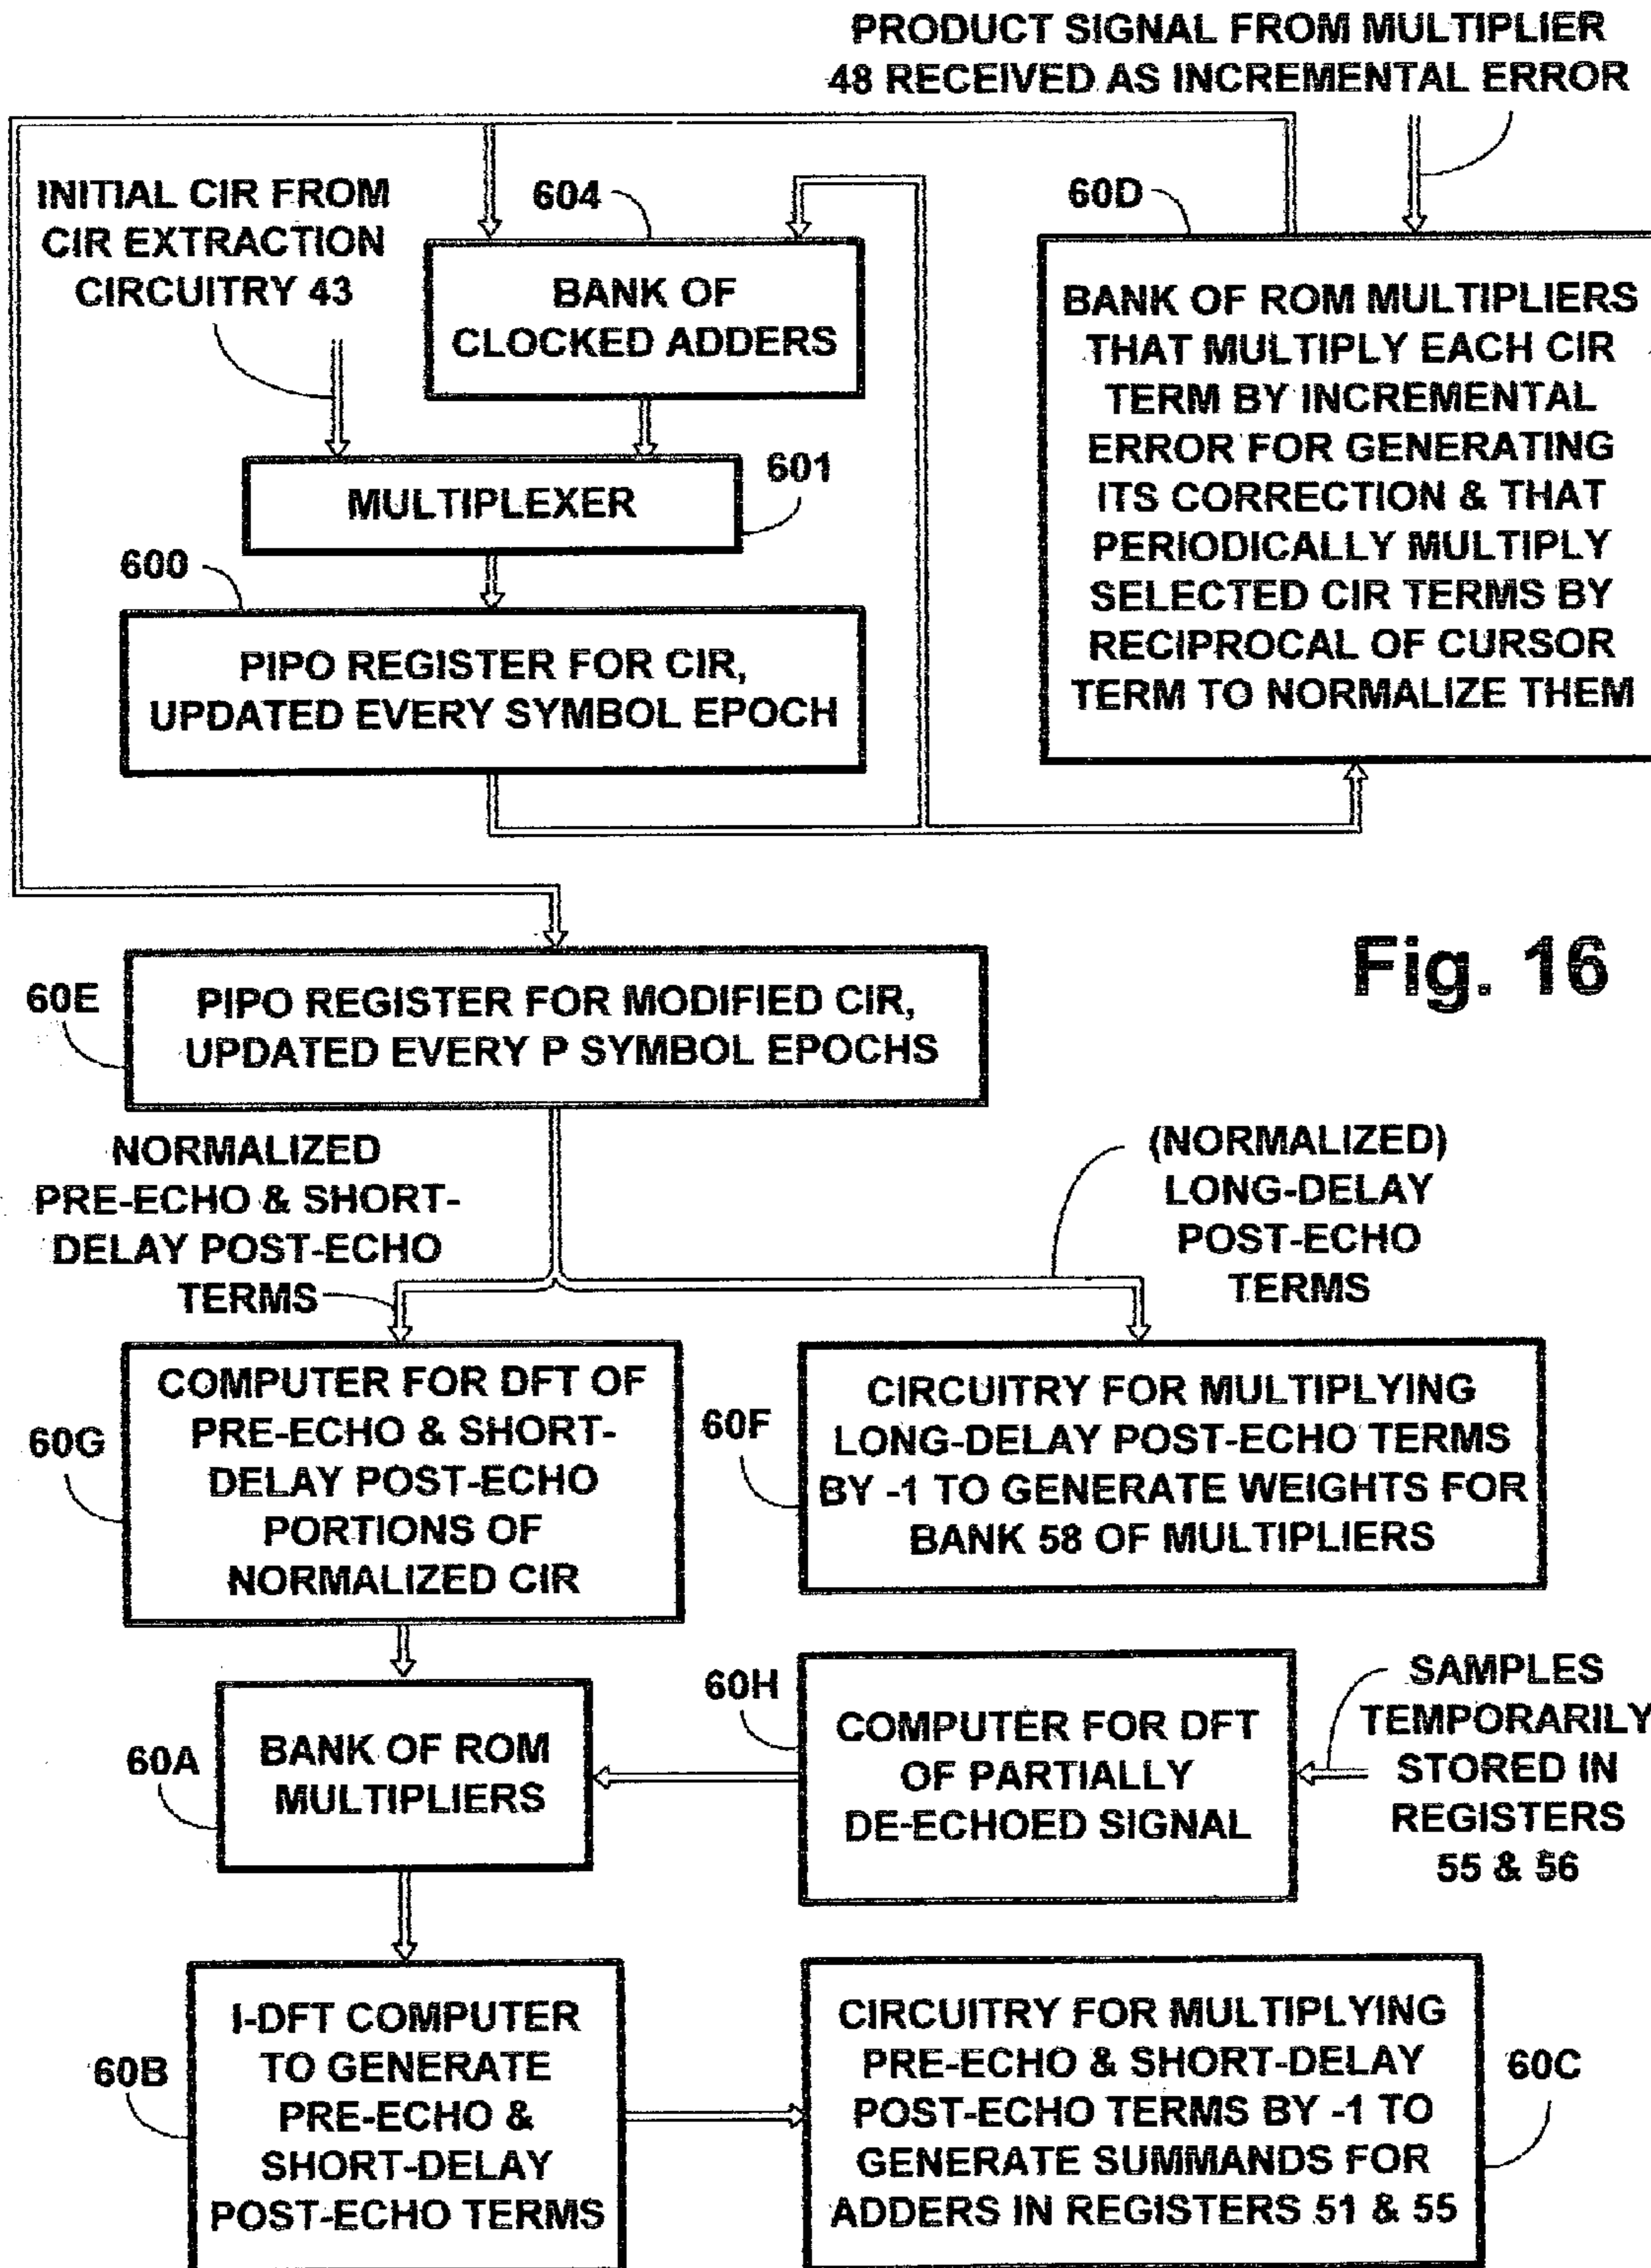 PRODUCT SIGNAL FROM MULTIPLIER
48 RECEIVED AS INCREMENTAL ERROR
INITIAL CIR FROM
CIR EXTRACTION
CIRCUITRY 43
604
BANK OF
CLOCKED ADDERS
60D
BANK OF ROM MULTIPLIERS
THAT MULTIPLY EACH CIR
TERM BY INCREMENTAL
ERROR FOR GENERATING
ITS CORRECTION & THAT
PERIODICALLY MULTIPLY
SELECTED CIR TERMS BY
RECIPROCAL OF CURSOR
TERM TO NORMALIZE THEM
MULTIPLEXER
601
600
PIPO REGISTER FOR CIR,
UPDATED EVERY SYMBOL EPOCH
Fig. 16
60E
PIPO REGISTER FOR MODIFIED CIR,
UPDATED EVERY P SYMBOL EPOCHS
NORMALIZED
PRE-ECHO & SHORT-
DELAY POST-ECHO
TERMS
(NORMALIZED)
LONG-DELAY
POST-ECHO
TERMS
60G
COMPUTER FOR DFT OF
PRE-ECHO & SHORT-
DELAY POST-ECHO
PORTIONS OF
NORMALIZED CIR
60F
CIRCUITRY FOR MULTIPLYING
LONG-DELAY POST-ECHO TERMS
BY -1 TO GENERATE WEIGHTS FOR
BANK 58 OF MULTIPLIERS
60A
BANK OF ROM
MULTIPLIERS
60H
COMPUTER FOR DFT
OF PARTIALLY
DE-ECHOED SIGNAL
SAMPLES
TEMPORARILY
STORED IN
REGISTERS
55 & 56
60B
I-DFT COMPUTER
TO GENERATE
PRE-ECHO &
SHORT-DELAY
POST-ECHO TERMS
CIRCUITRY FOR MULTIPLYING
PRE-ECHO & SHORT-DELAY
POST-ECHO TERMS BY -1 TO
GENERATE SUMMANDS FOR
ADDERS IN REGISTERS 51 & 55
60C